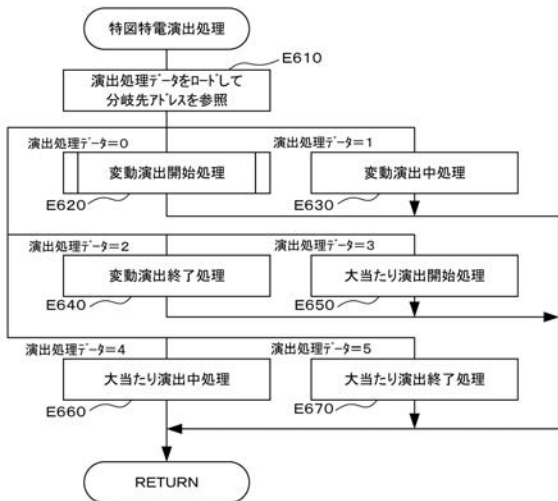 特図特電演出処理
E610
演出処理データをロードして
分岐先アドレスを参照
演出処理データ=0
演出処理データ=1
変動演出開始処理
変動演出中処理
E620
E630
演出処理データ=2
演出処理データ=3
変動演出終了処理
大当たり演出開始処理
E640
E650
演出処理データ=4
演出処理データ=5
大当たり演出中処理
大当たり演出終了処理
E660
E670
RETURN